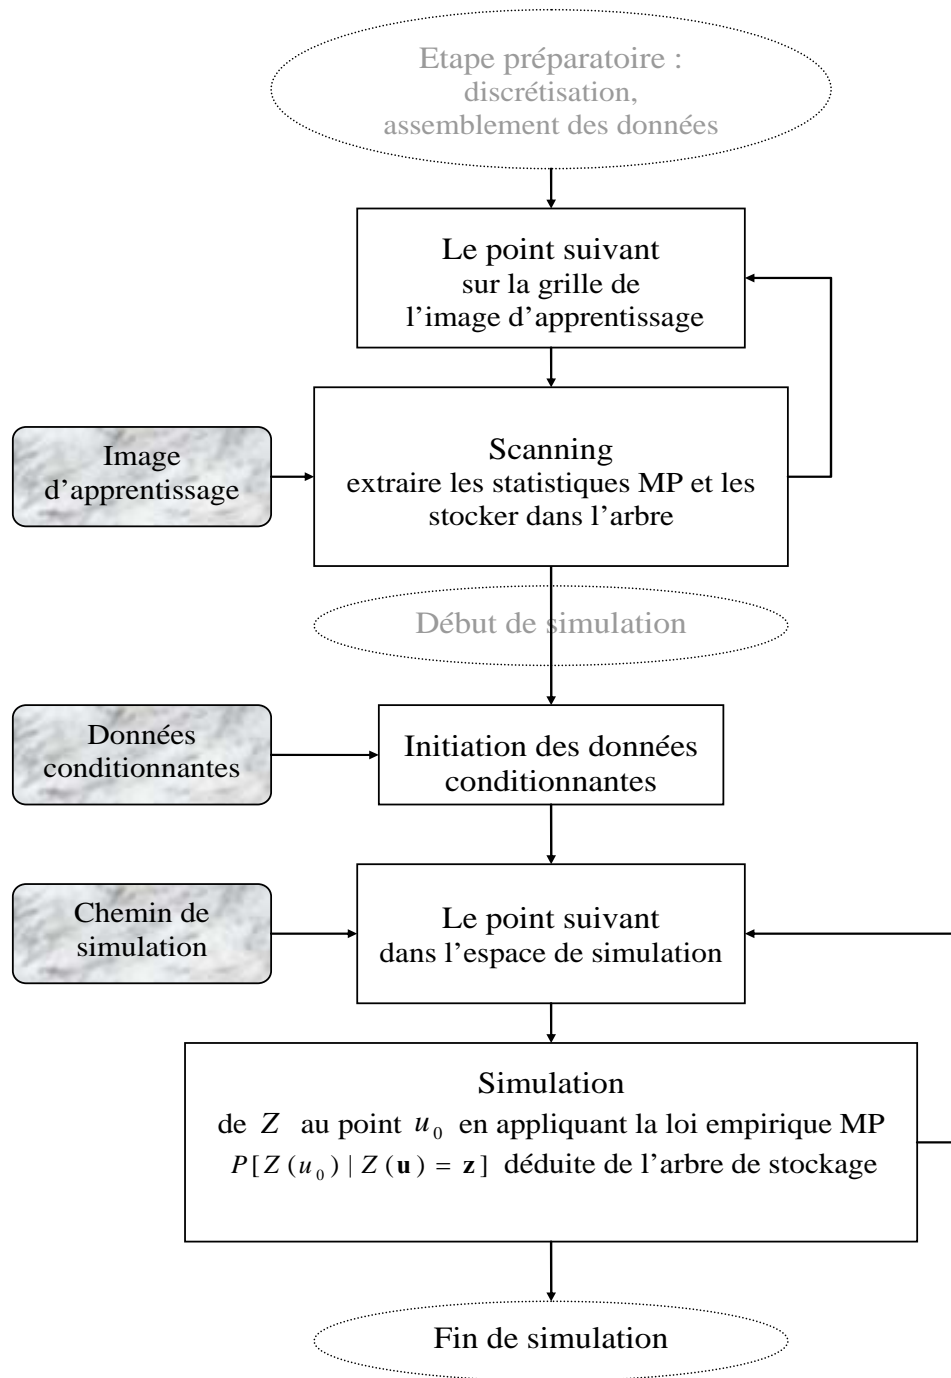 Etape préparatoire :
discrétisation,
assemblement des données
Le point suivant
sur la grille de
l’image d’apprentissage
Image
d’apprentissage
Scanning
extraire les statistiques MP et les
stocker dans l’arbre
Début de simulation
Données
conditionnantes
Initiation des données
conditionnantes
Chemin de
simulation
Le point suivant
dans l’espace de simulation
Simulation
de Z au point u₀ en appliquant la loi empirique MP
P[Z(u₀) | Z(u) = z] déduite de l’arbre de stockage
Fin de simulation